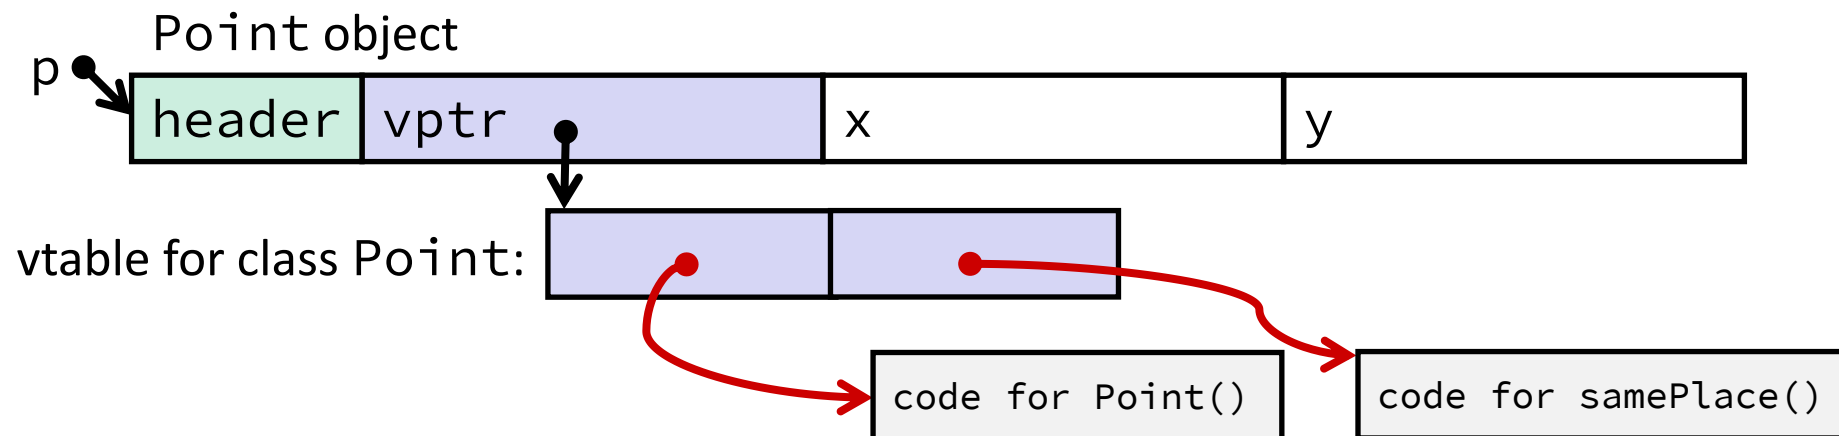 Point object
p
header vptr x y
vtable for class Point:
code for Point() code for samePlace()